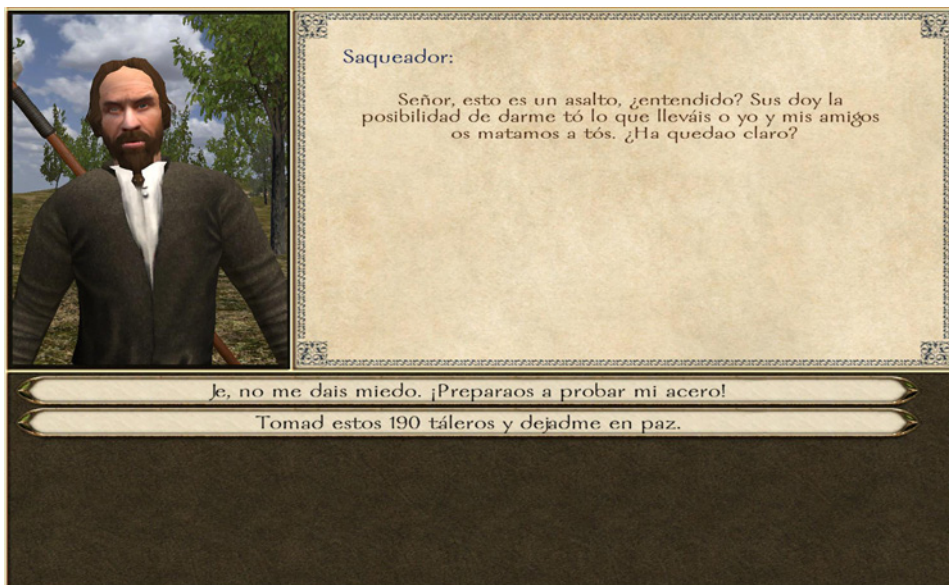 Saqueador:
Señor, esto es un asalto, ¿entendido? Sus doy la
posibilidad de darme tó lo que lleváis o yo y mis amigos
os matamos a tós. ¿Ha quedao claro?
Je, no me dais miedo. ¡Preparaos a probar mi acero!
Tomad estos 190 táleros y dejadme en paz.